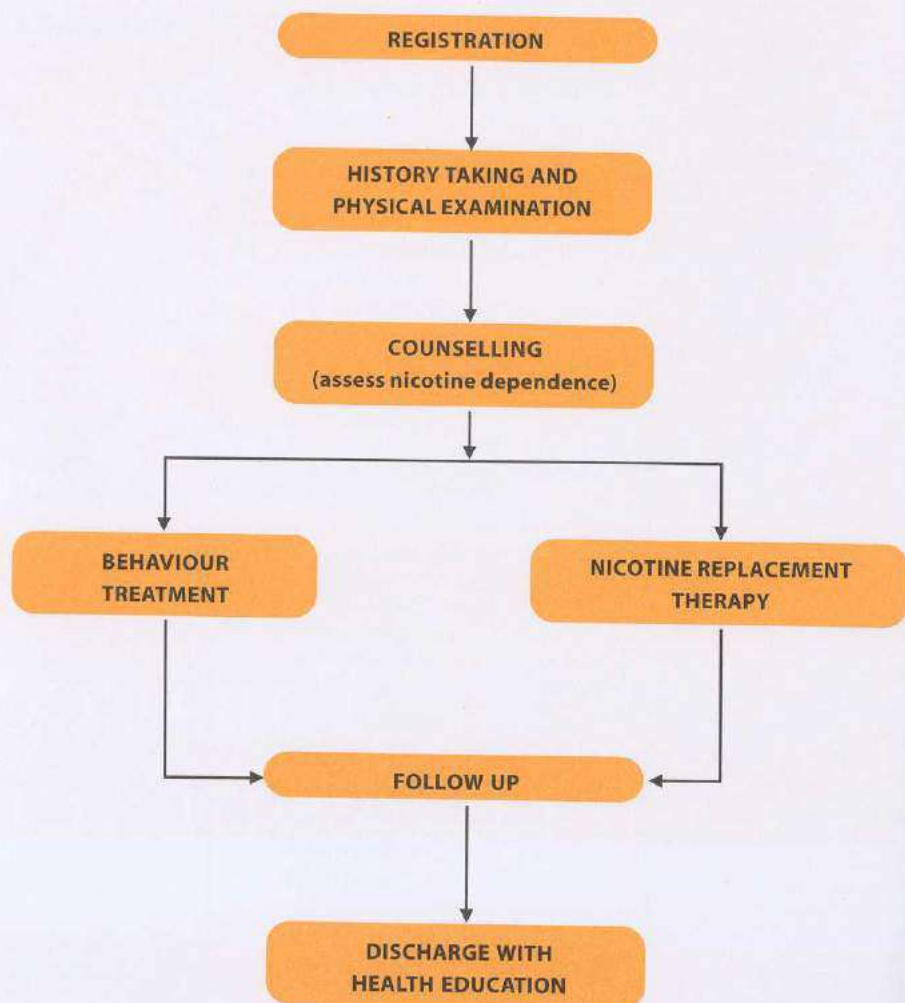 REGISTRATION
HISTORY TAKING AND
PHYSICAL EXAMINATION
COUNSELLING
(assess nicotine dependence)
BEHAVIOUR
TREATMENT
NICOTINE REPLACEMENT
THERAPY
FOLLOW UP
DISCHARGE WITH
HEALTH EDUCATION